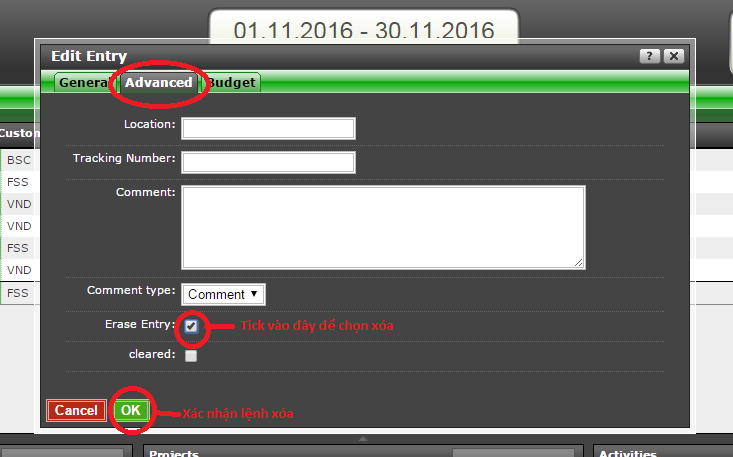 01.11.2016 - 30.11.2016
Edit Entry ?
General Advanced Budget
Custom
Location:
Tracking Number:
BSC
FSS
Comment:
VND
VND
FSS
VND
Comment type: Comment
FSS
Erase Entry: Tick vào đây để chọn xóa
cleared:
Cancel OK Xác nhận lệnh xóa
Projects Activities